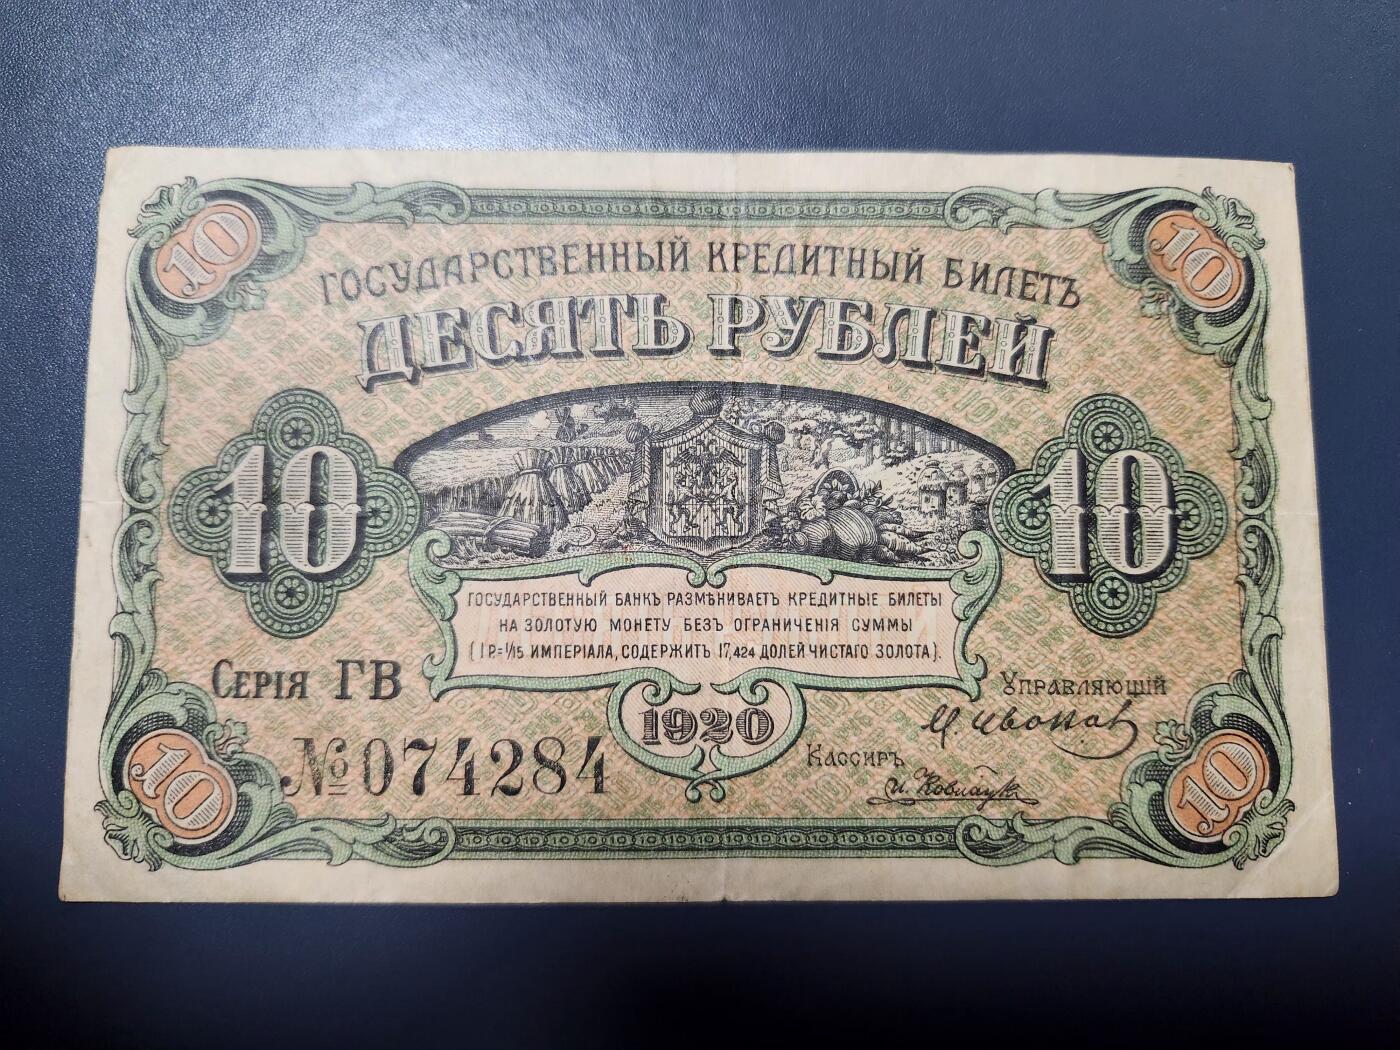 10 10
ГОСУДАРСТВЕННЫЙ КРЕДИТНЫЙ БИЛЕТЪ
ДЕСЯТЬ РУБЛЕЙ
10 10
ГОСУДАРСТВЕННЫЙ БАНКЪ РАЗМѢНИВАЕТЪ КРЕДИТНЫЕ БИЛЕТЫ
НА ЗОЛОТУЮ МОНЕТУ БЕЗЪ ОГРАНИЧЕНІЯ СУММЫ
(1 Р.=1/15 ИМПЕРІАЛА, СОДЕРЖИТЪ 17,424 ДОЛЕЙ ЧИСТАГО ЗОЛОТА).
СЕРІЯ ГВ
УПРАВЛЯЮЩІЙ
1920
№ 074284
КАССИРЪ
10 10